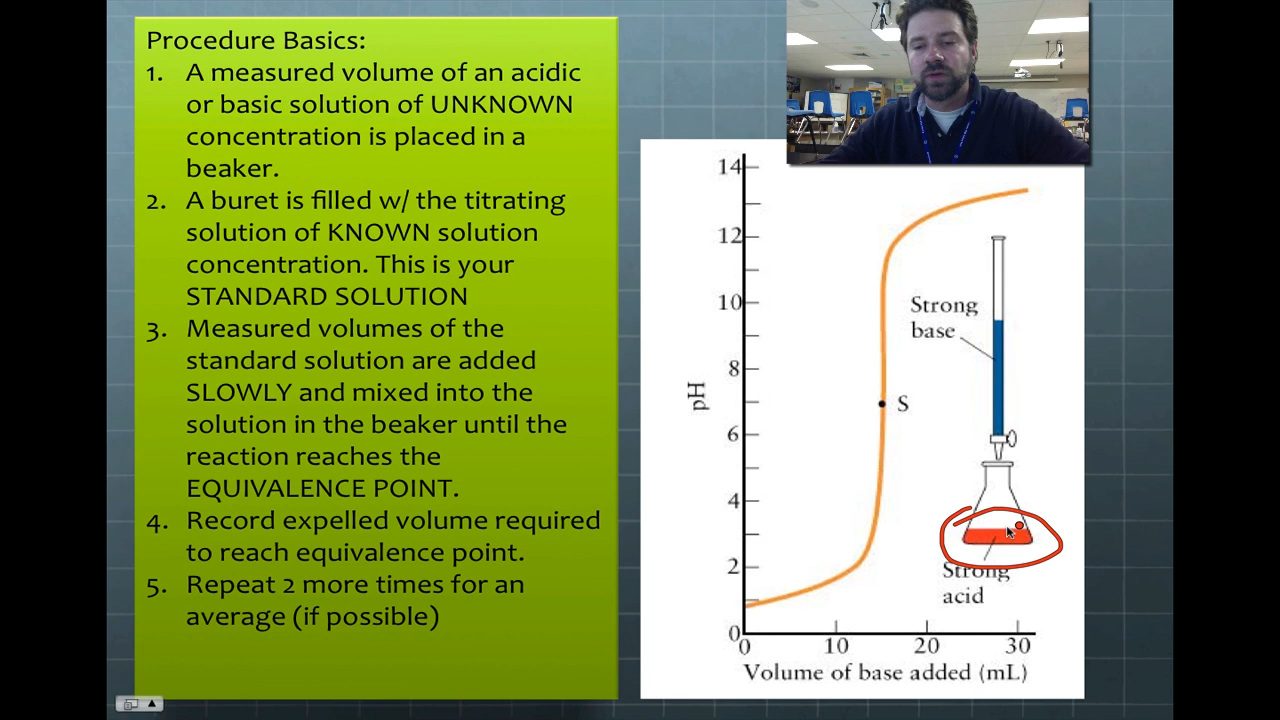 Procedure Basics:
1. A measured volume of an acidic
or basic solution of UNKNOWN
concentration is placed in a
beaker.
2. A buret is filled w/ the titrating
solution of KNOWN solution
concentration. This is your
STANDARD SOLUTION
3. Measured volumes of the
standard solution are added
SLOWLY and mixed into the
solution in the beaker until the
reaction reaches the
EQUIVALENCE POINT.
4. Record expelled volume required
to reach equivalence point.
5. Repeat 2 more times for an
average (if possible)
14
12
10
8
6
4
2
0
pH
Strong
base
S
Strong
acid
0 10 20 30
Volume of base added (mL)